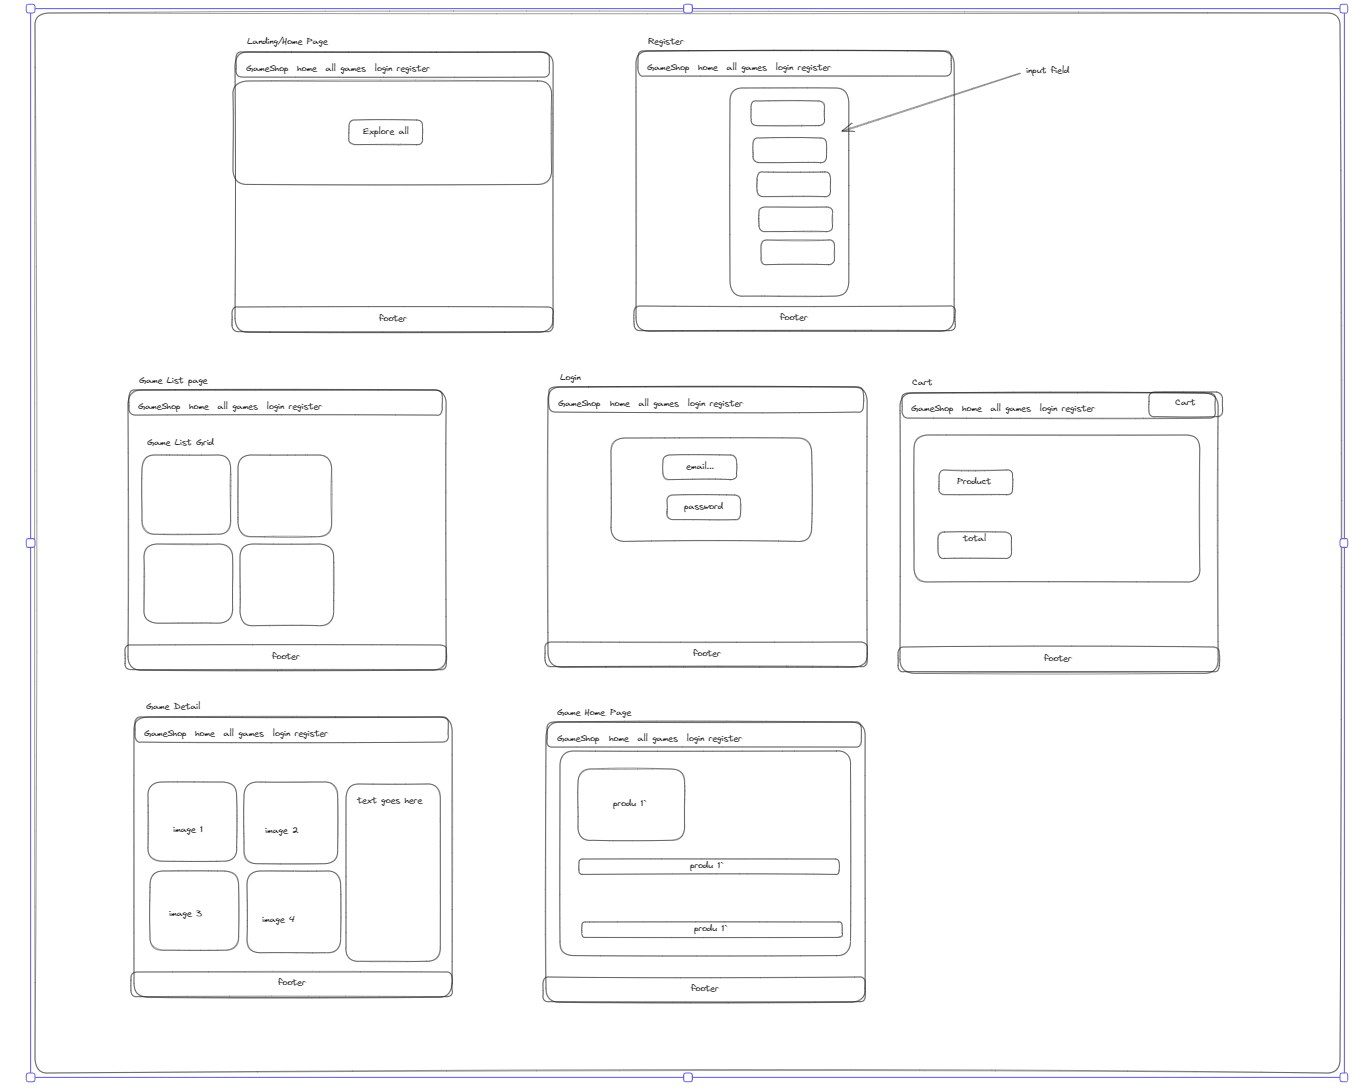 Landing/Home Page
GameShop home all games login register
Explore all
footer
Register
GameShop home all games login register
input field
footer
Game List page
GameShop home all games login register
Game List Grid
footer
Login
GameShop home all games login register
email...
password
footer
Cart
GameShop home all games login register
Cart
Product
total
footer
Game Detail
GameShop home all games login register
image 1
image 2
text goes here
image 3
image 4
footer
Game Home Page
GameShop home all games login register
produ 1`
produ 1`
produ 1`
footer